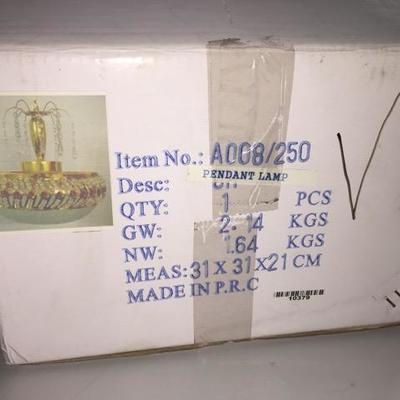 Item No.: A008/250
Desc: PENDANT LAMP
QTY: 1 PCS
GW: 2.14 KGS
NW: 1.64 KGS
MEAS: 31 X 31 X 21 CM
MADE IN P.R.C
10379